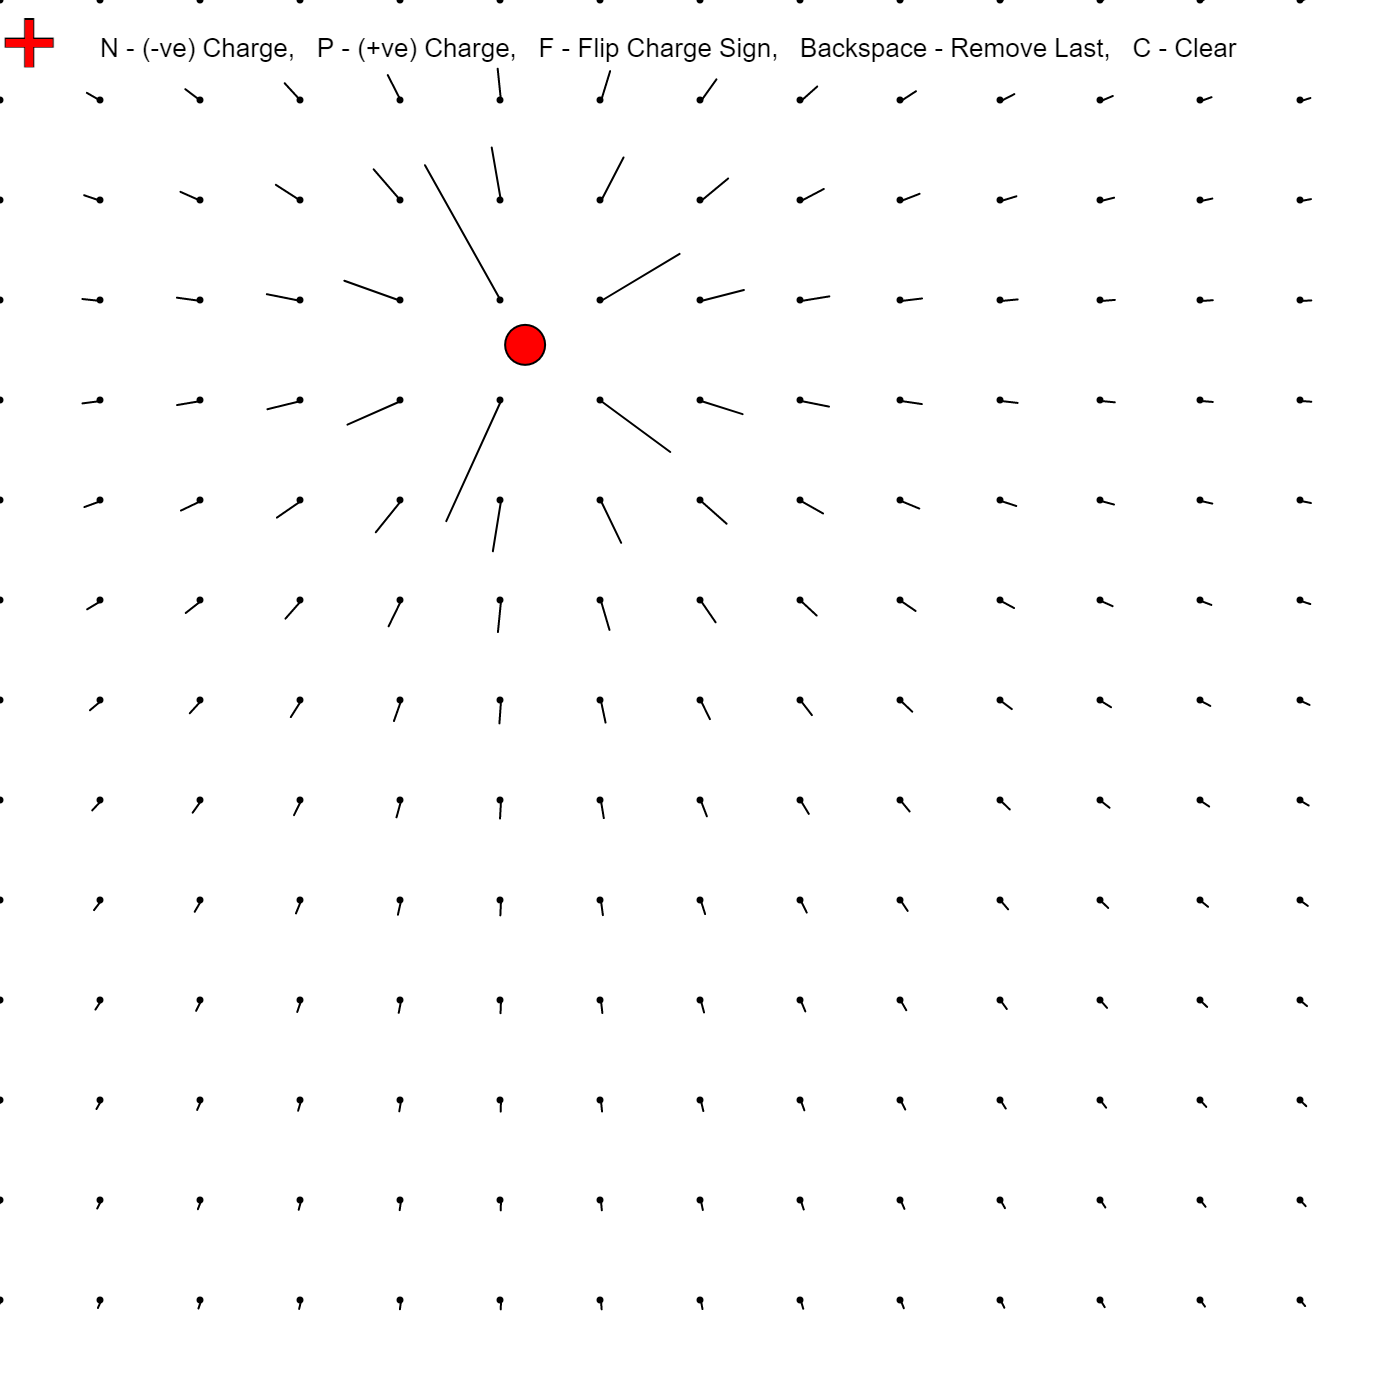 N - (-ve) Charge,   P - (+ve) Charge,   F - Flip Charge Sign,   Backspace - Remove Last,   C - Clear